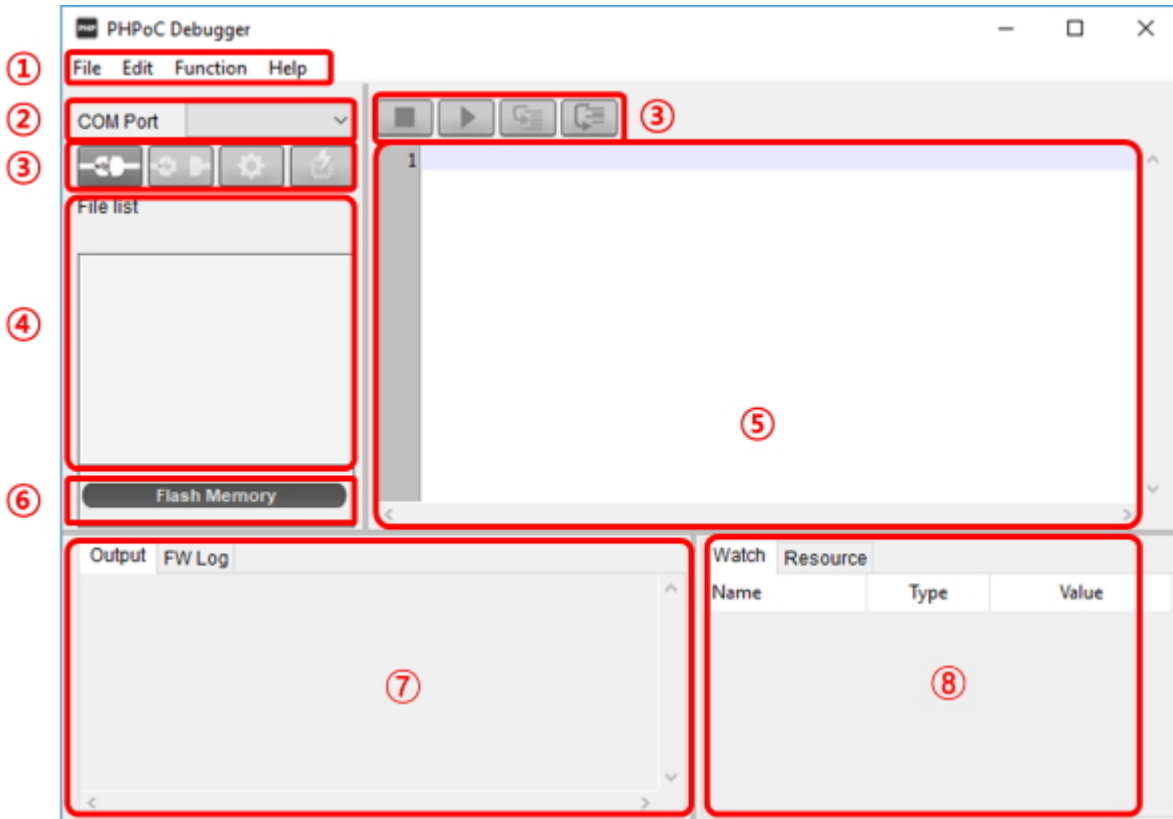 PHPoC Debugger
① File Edit Function Help
② COM Port
③
③
1
File list
④
⑤
⑥ Flash Memory
Output FW Log
Watch Resource
Name Type Value
⑦
⑧